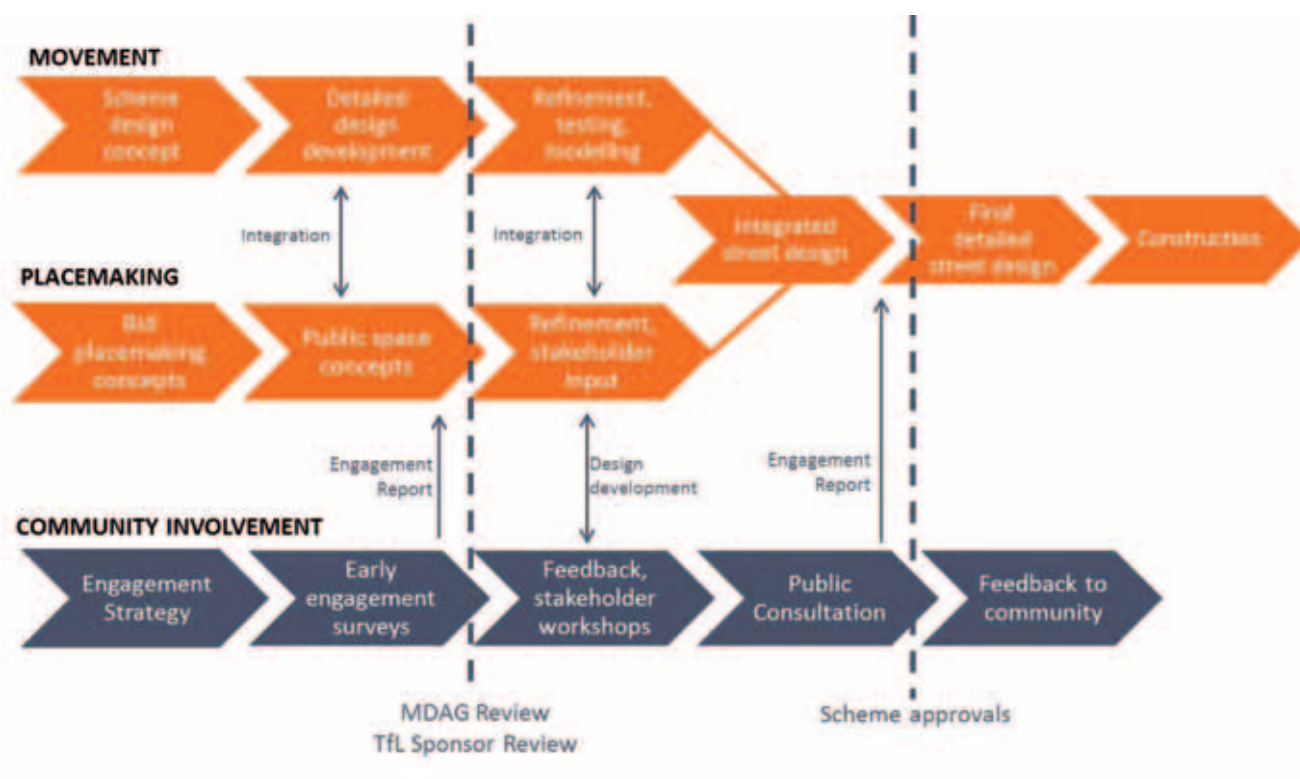 MOVEMENT
Scheme
design
concept
Detailed
design
development
Refinement,
testing,
modelling
Integration
Integration
Integrated
street design
Final
detailed
street design
Construction
PLACEMAKING
Bid
placemaking
concepts
Public space
concepts
Refinement,
stakeholder
input
Engagement
Report
Design
development
Engagement
Report
COMMUNITY INVOLVEMENT
Engagement
Strategy
Early
engagement
surveys
Feedback,
stakeholder
workshops
Public
Consultation
Feedback to
community
MDAG Review
TfL Sponsor Review
Scheme approvals